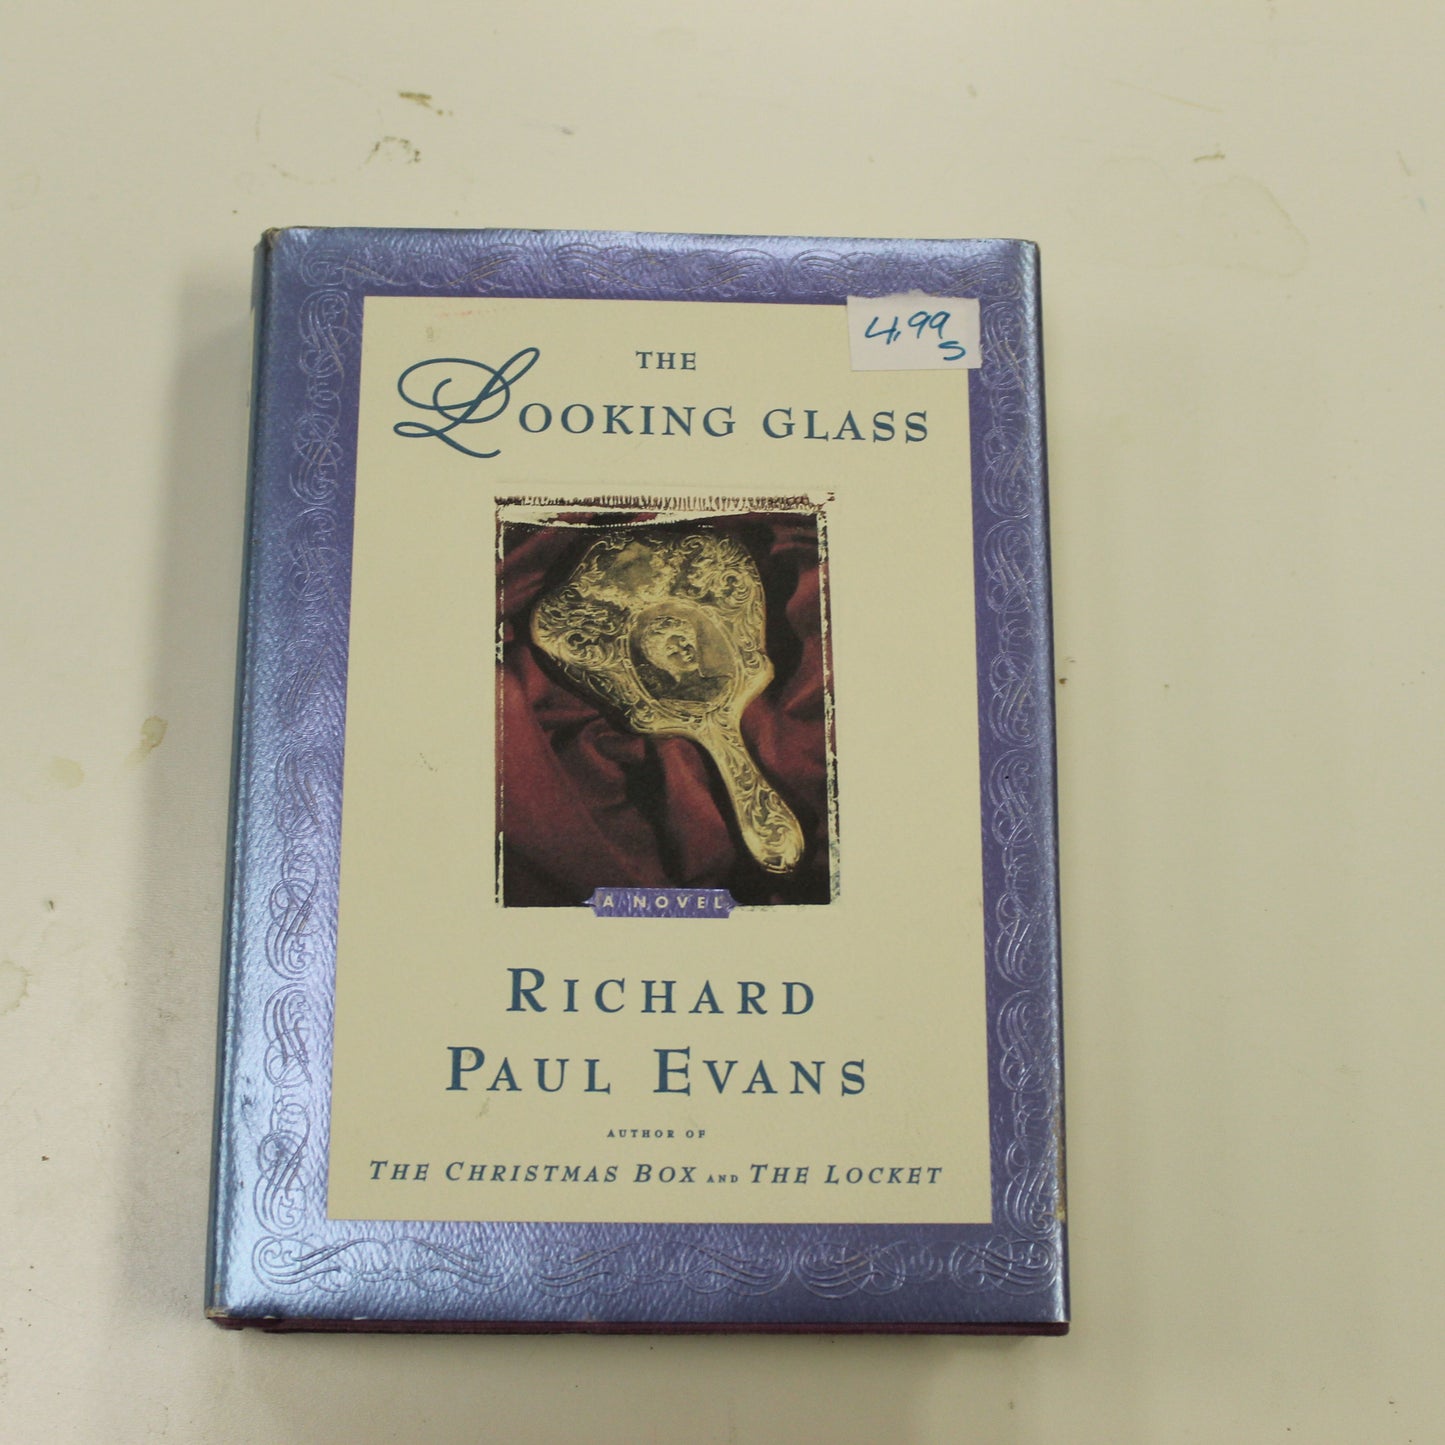 4.99
S
THE
LOOKING GLASS
A NOVEL
RICHARD
PAUL EVANS
AUTHOR OF
THE CHRISTMAS BOX AND THE LOCKET